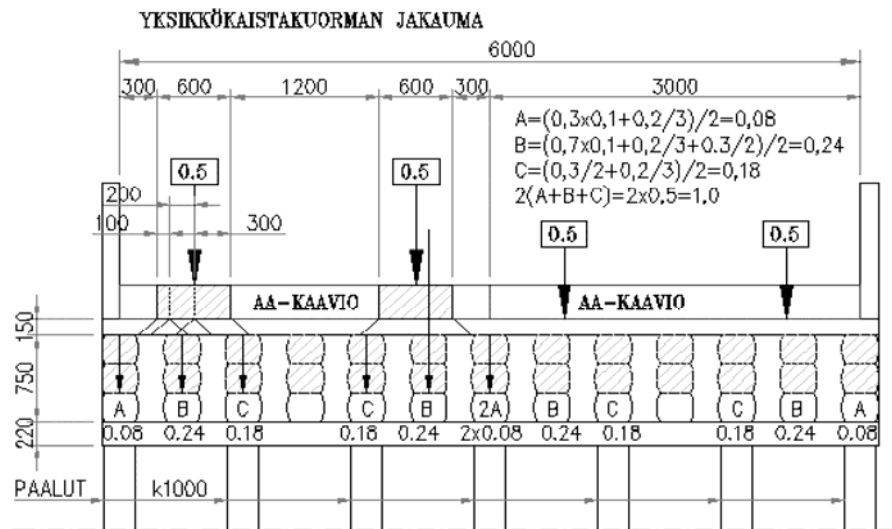 YKSIKKÖKAISTAKUORMAN JAKAUMA
6000
300 600 1200 600 300 3000
A=(0,3x0,1+0,2/3)/2=0,08
B=(0,7x0,1+0,2/3+0.3/2)/2=0,24
C=(0,3/2+0,2/3)/2=0,18
2(A+B+C)=2x0.5=1.0
0.5 0.5
200
100 300
0.5 0.5
AA-KAAVIO AA-KAAVIO
150
750
A B C C B 2A B C C B A
220
0.08 0.24 0.18 0.18 0.24 2x0.08 0.24 0.18 0.18 0.24 0.08
PAALUT k1000